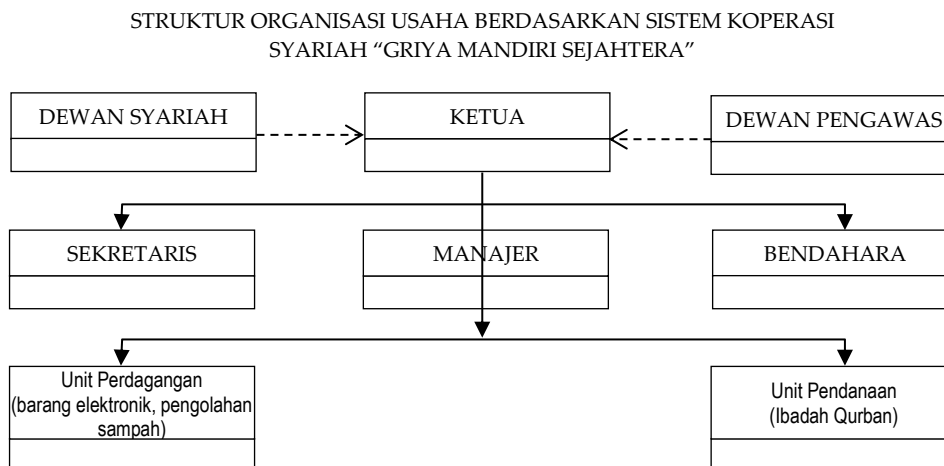 STRUKTUR ORGANISASI USAHA BERDASARKAN SISTEM KOPERASI
SYARIAH “GRIYA MANDIRI SEJAHTERA”
DEWAN SYARIAH
KETUA
DEWAN PENGAWAS
SEKRETARIS
MANAJER
BENDAHARA
Unit Perdagangan
(barang elektronik, pengolahan
sampah)
Unit Pendanaan
(Ibadah Qurban)